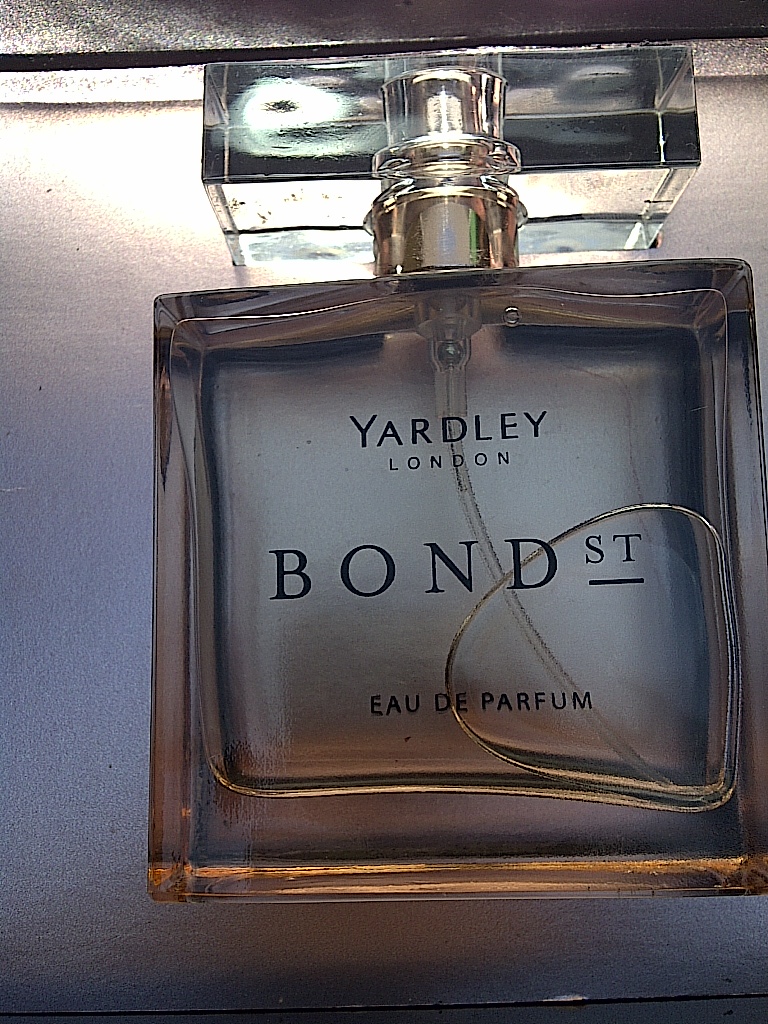 YARDLEY
LONDON
BOND ST
EAU DE PARFUM